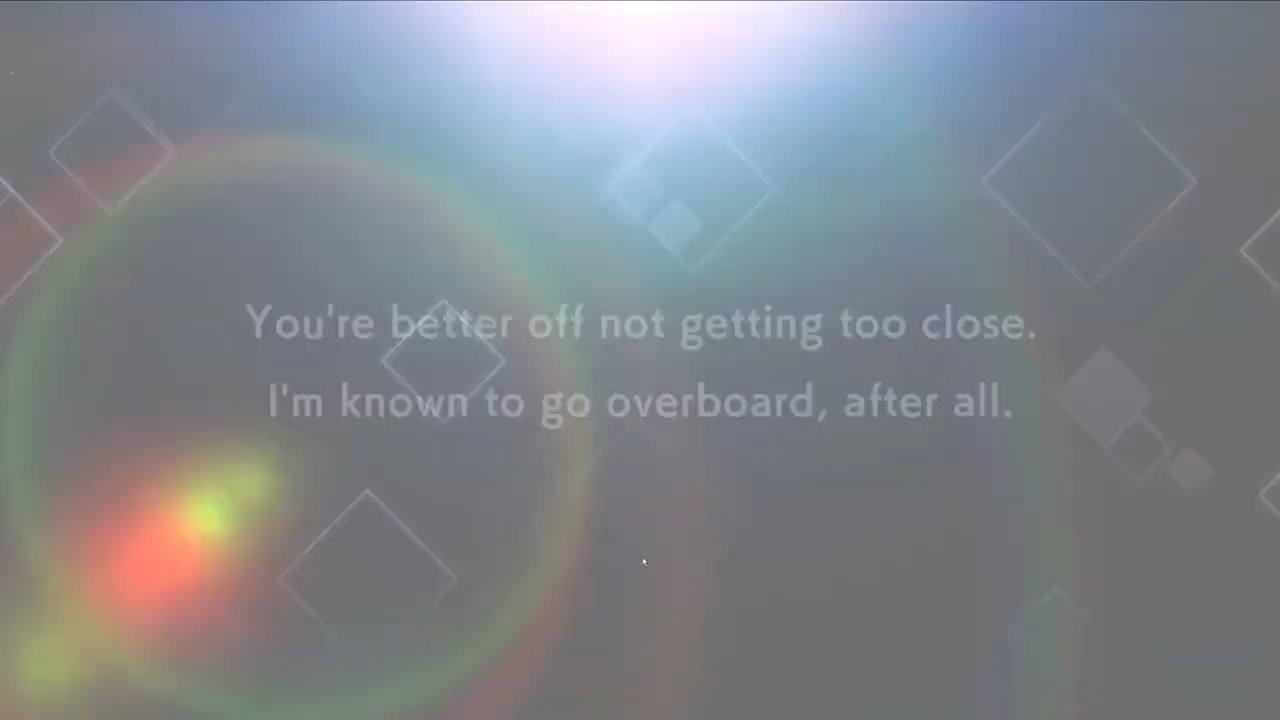 You're better off not getting too close.
I'm known to go overboard, after all.